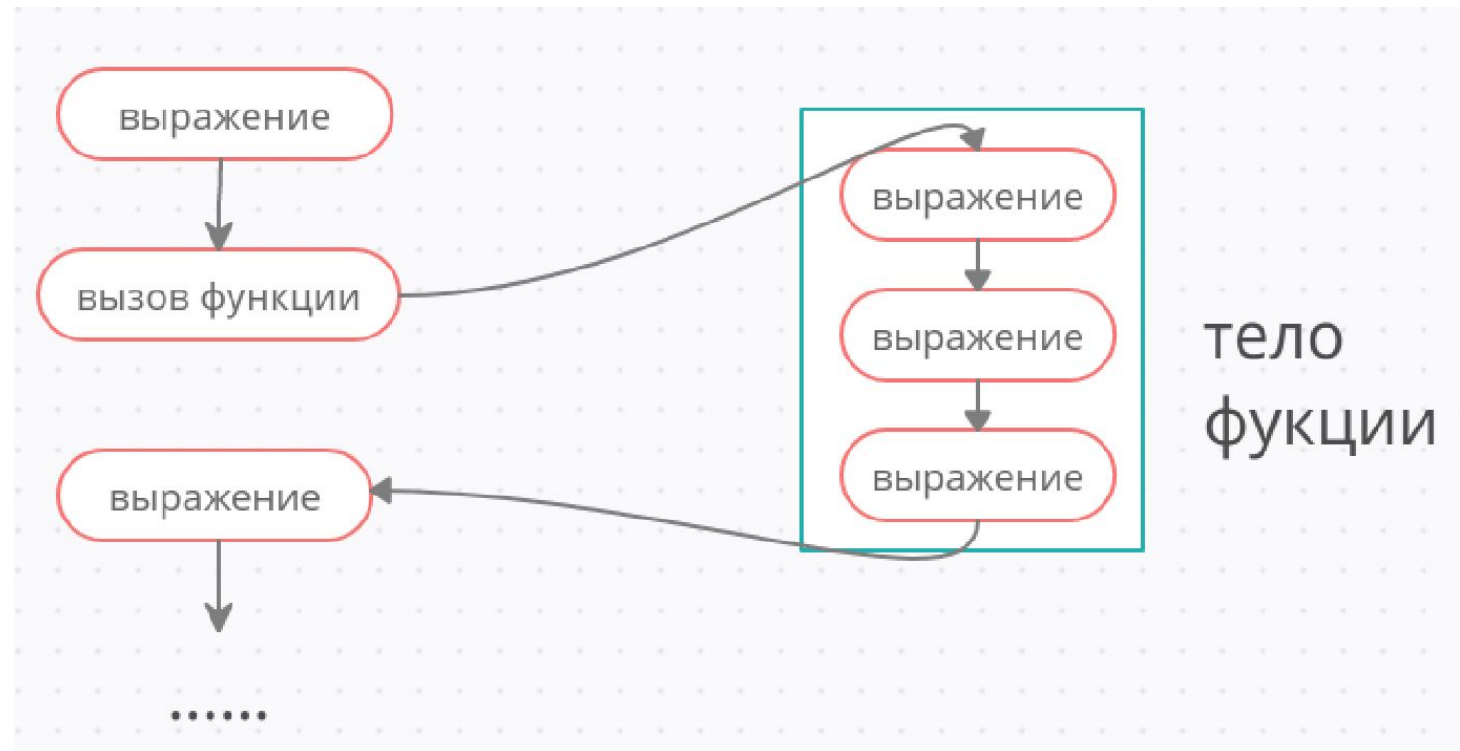 выражение
вызов функции
выражение
......
выражение
выражение
выражение
тело
фукции